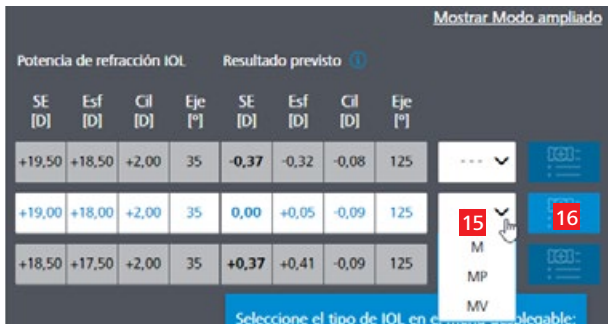 Mostrar Modo ampliado
Potencia de refracción IOL Resultado previsto
SE Esf Cil Eje SE Esf Cil Eje
[D] [D] [D] [º] [D] [D] [D] [º]
+19,50 +18,50 +2,00 35 -0,37 -0,32 -0,08 125 ---
+19,00 +18,00 +2,00 35 0,00 +0,05 -0,09 125 15 16
M
+18,50 +17,50 +2,00 35 +0,37 +0,41 -0,09 125
MP
MV
Seleccione el tipo de IOL en el desplegable: